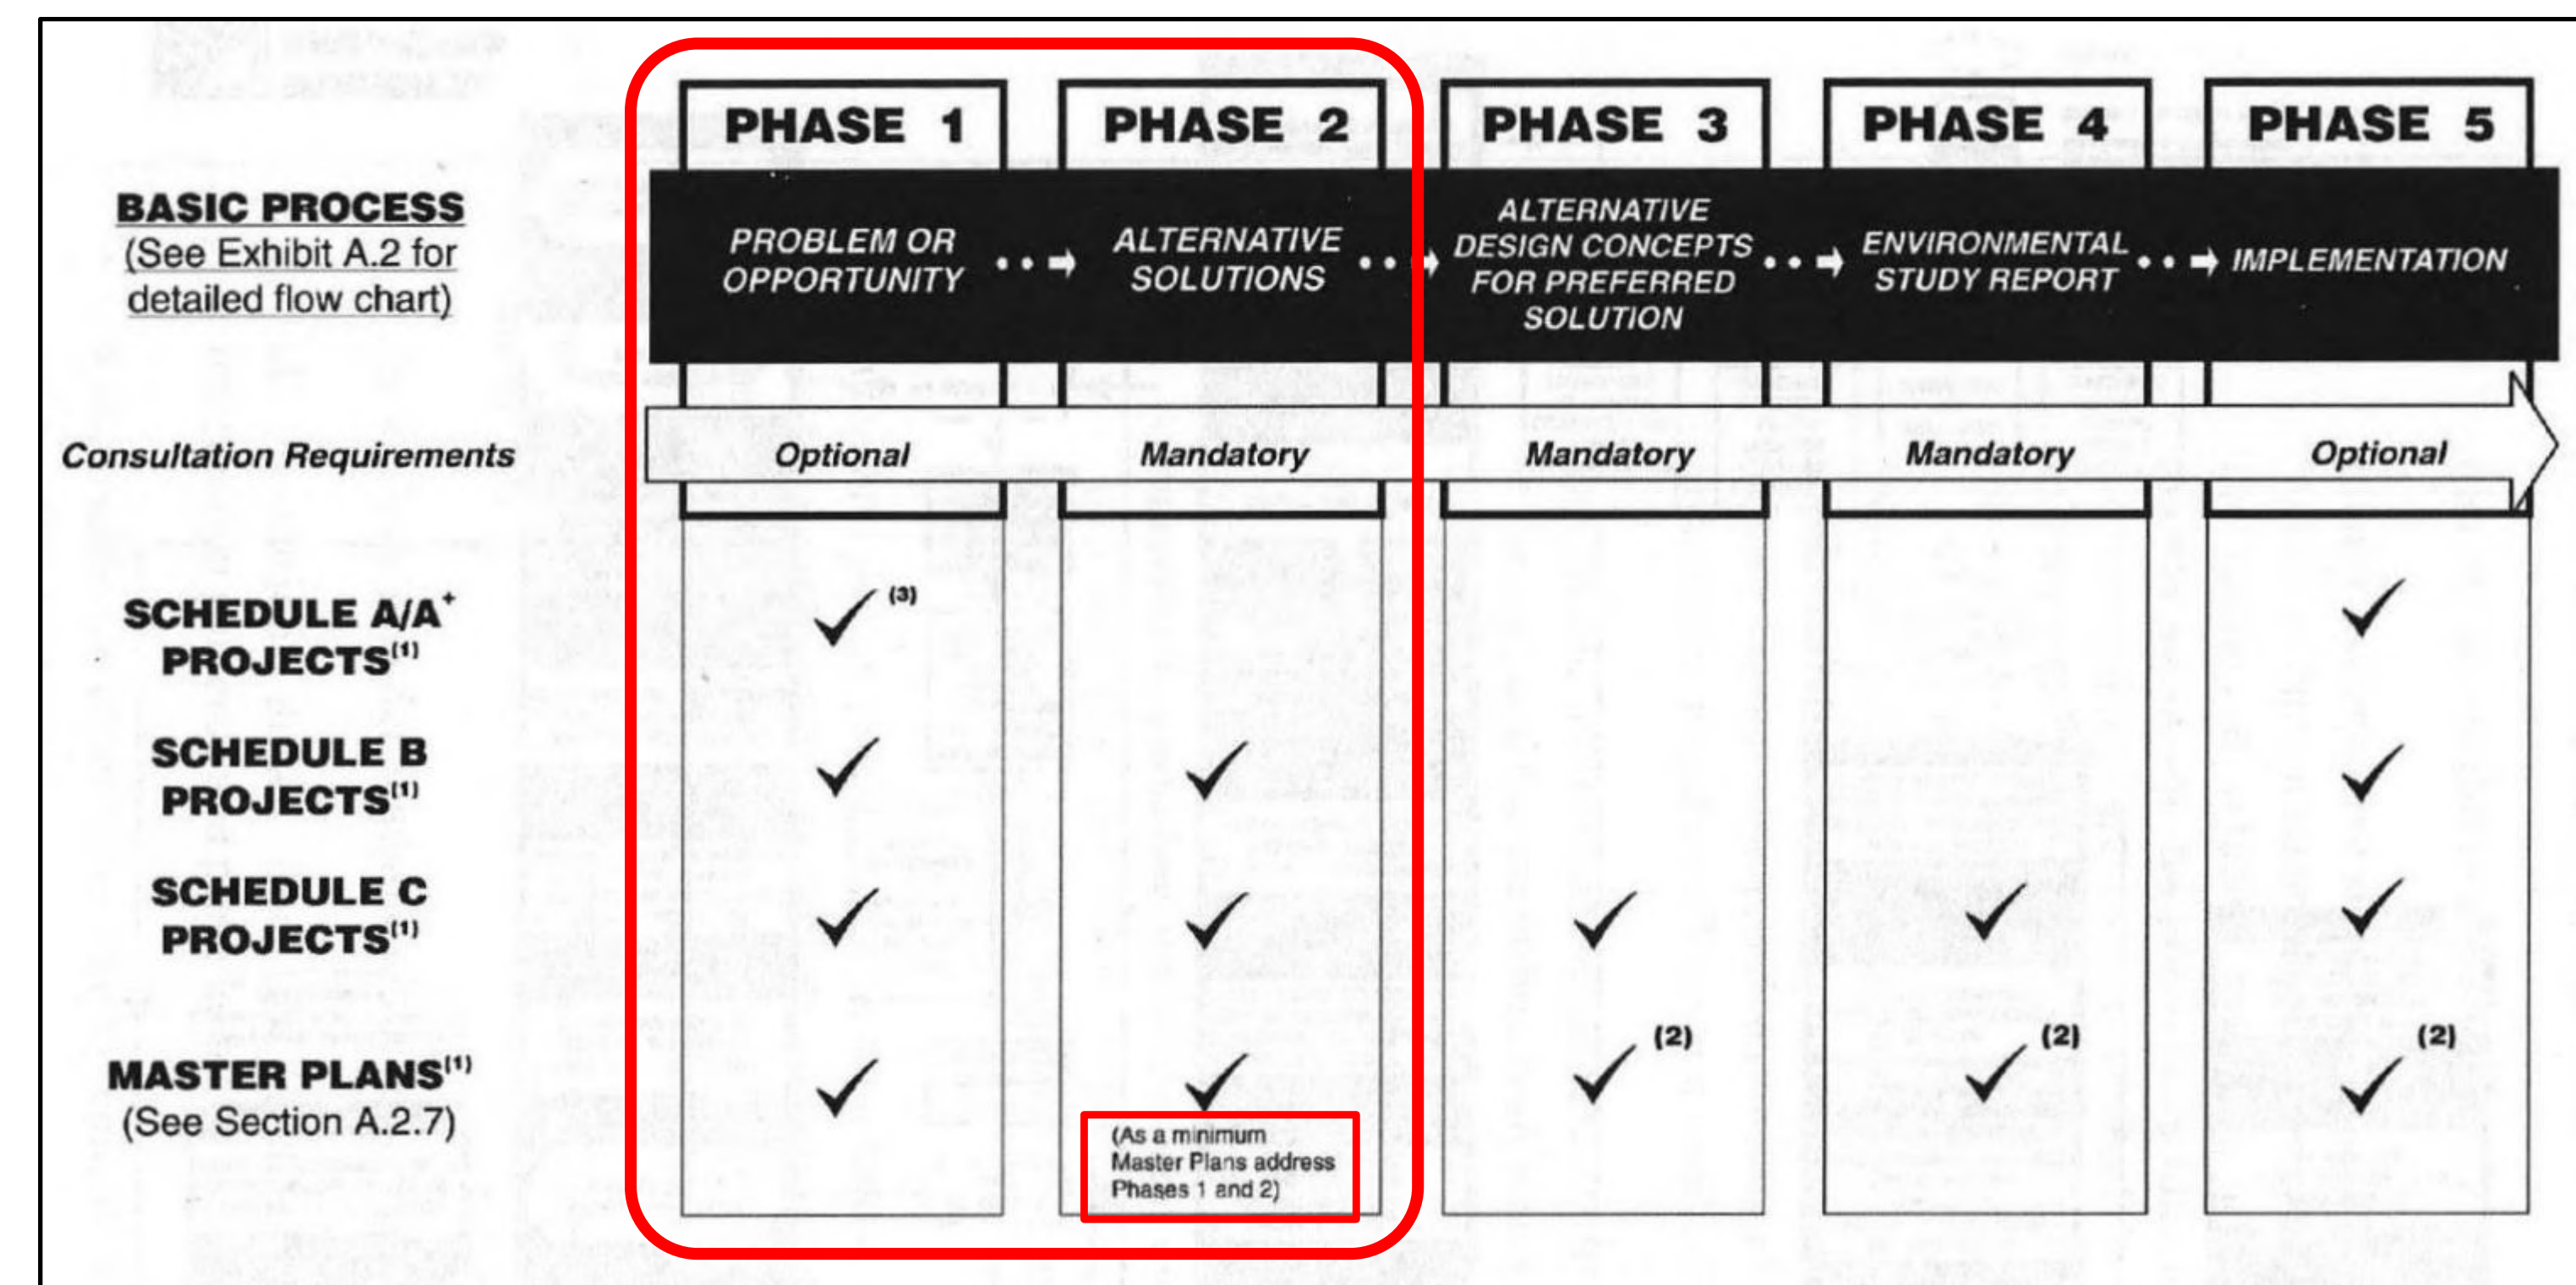 PHASE 1
PHASE 2
PHASE 3
PHASE 4
PHASE 5
BASIC PROCESS
(See Exhibit A.2 for
detailed flow chart)
PROBLEM OR
OPPORTUNITY
ALTERNATIVE
SOLUTIONS
ALTERNATIVE
DESIGN CONCEPTS
FOR PREFERRED
SOLUTION
ENVIRONMENTAL
STUDY REPORT
IMPLEMENTATION
Consultation Requirements
Optional
Mandatory
Mandatory
Mandatory
Optional
SCHEDULE A/A+
PROJECTS(1)
(3)
SCHEDULE B
PROJECTS(1)
SCHEDULE C
PROJECTS(1)
MASTER PLANS(1)
(See Section A.2.7)
(As a minimum
Master Plans address
Phases 1 and 2)
(2)
(2)
(2)